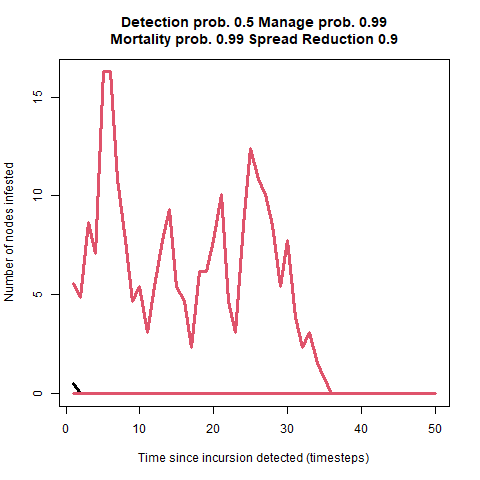 Detection prob. 0.5 Manage prob. 0.99
Mortality prob. 0.99 Spread Reduction 0.9
Number of nodes infested
15
10
5
0
0 10 20 30 40 50
Time since incursion detected (timesteps)